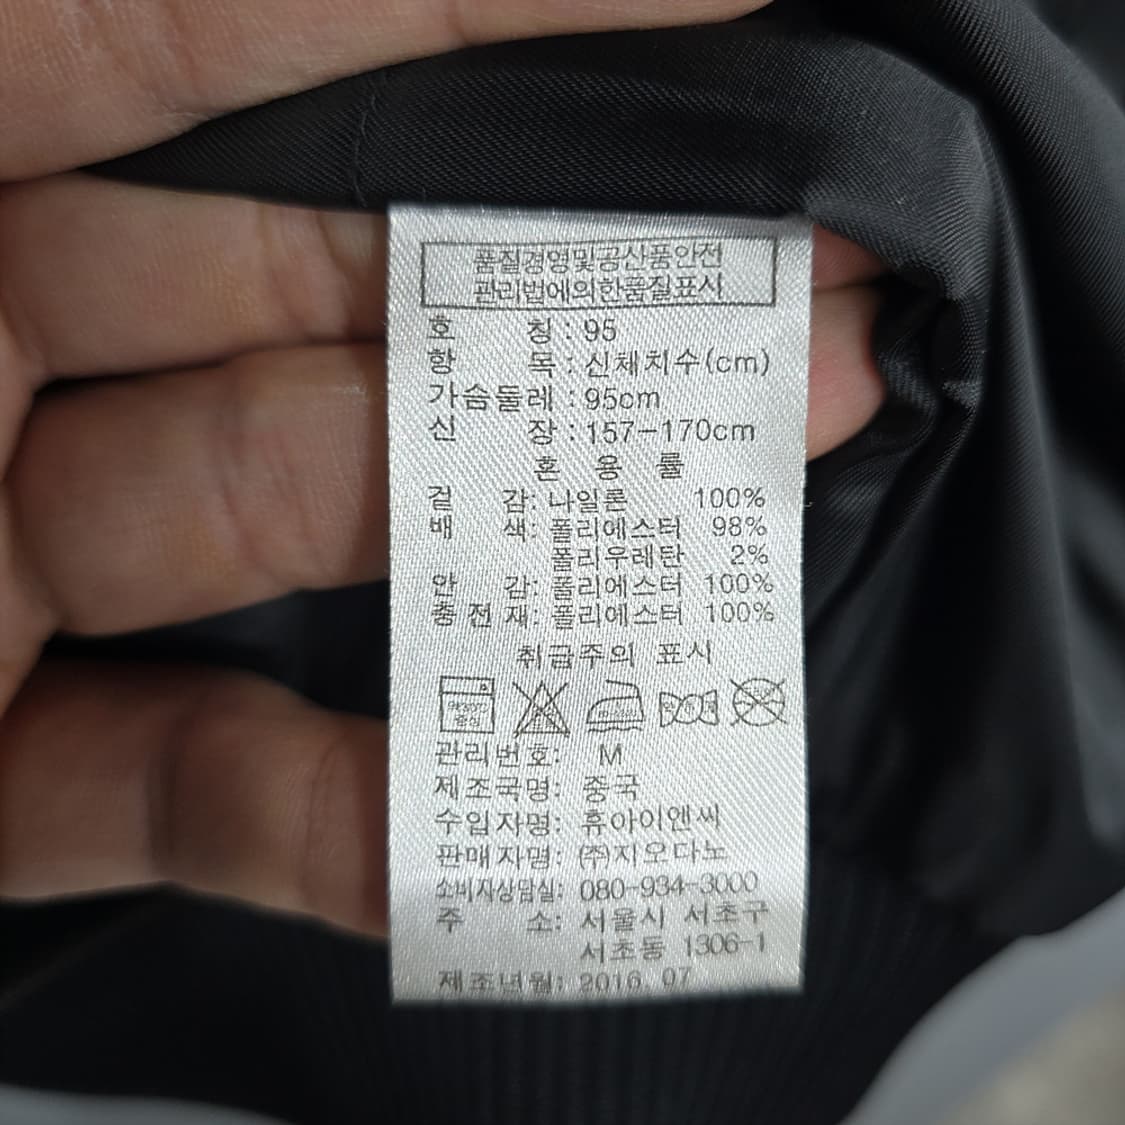 품질경영및공산품안전
관리법에의한품질표시
호 칭 : 95
항 목 : 신체치수(cm)
가슴둘레 : 95cm
신 장 : 157-170cm
혼 용 률
겉 감: 나일론 100%
배 색: 폴리에스터 98%
폴리우레탄 2%
안 감: 폴리에스터 100%
충 전 재: 폴리에스터 100%
취급주의 표시
중성
관리번호: M
제조국명: 중국
수입자명: 휴아이앤씨
판매자명: (주)지오다노
소비자상담실: 080-934-3000
주 소: 서울시 서초구
서초동 1306-1
제조년월: 2016. 07